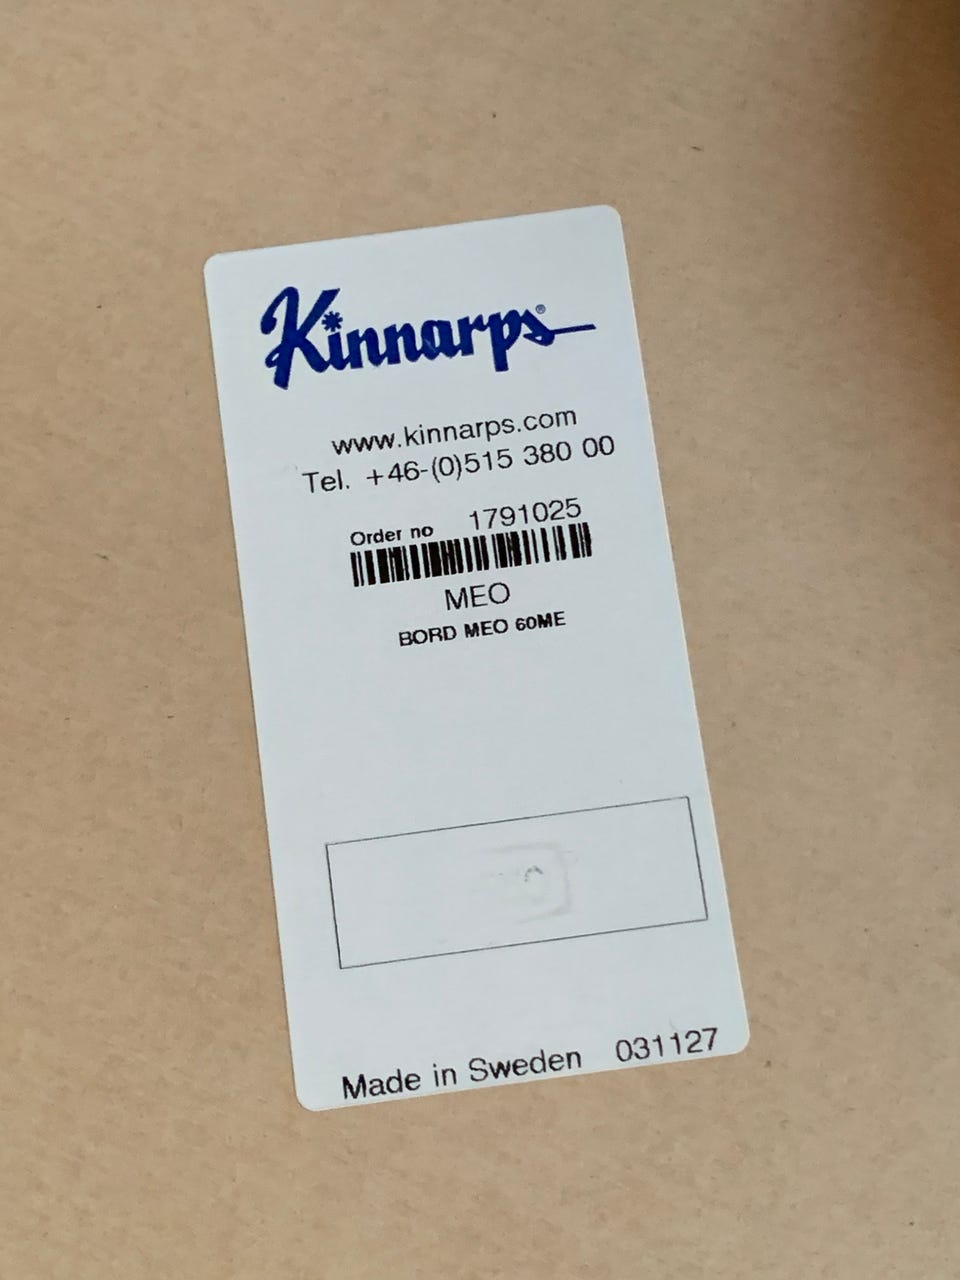 Kinnarps®
www.kinnarps.com
Tel. +46-(0)515 380 00
Order no 1791025
MEO
BORD MEO 60ME
Made in Sweden 031127